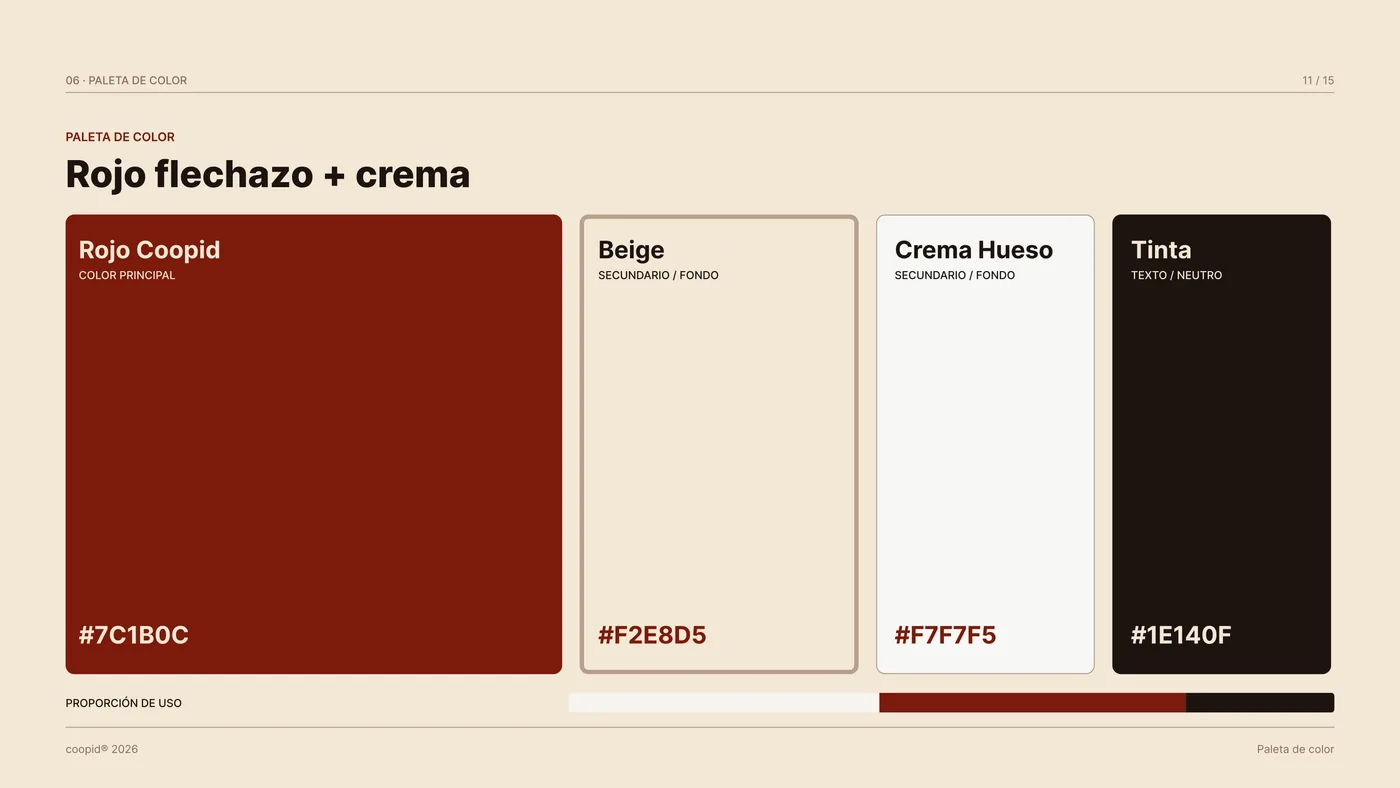 06 · PALETA DE COLOR
11 / 15
PALETA DE COLOR
Rojo flechazo + crema
Rojo Coopid
COLOR PRINCIPAL
#7C1B0C
Beige
SECUNDARIO / FONDO
#F2E8D5
Crema Hueso
SECUNDARIO / FONDO
#F7F7F5
Tinta
TEXTO / NEUTRO
#1E140F
PROPORCIÓN DE USO
coopid® 2026
Paleta de color